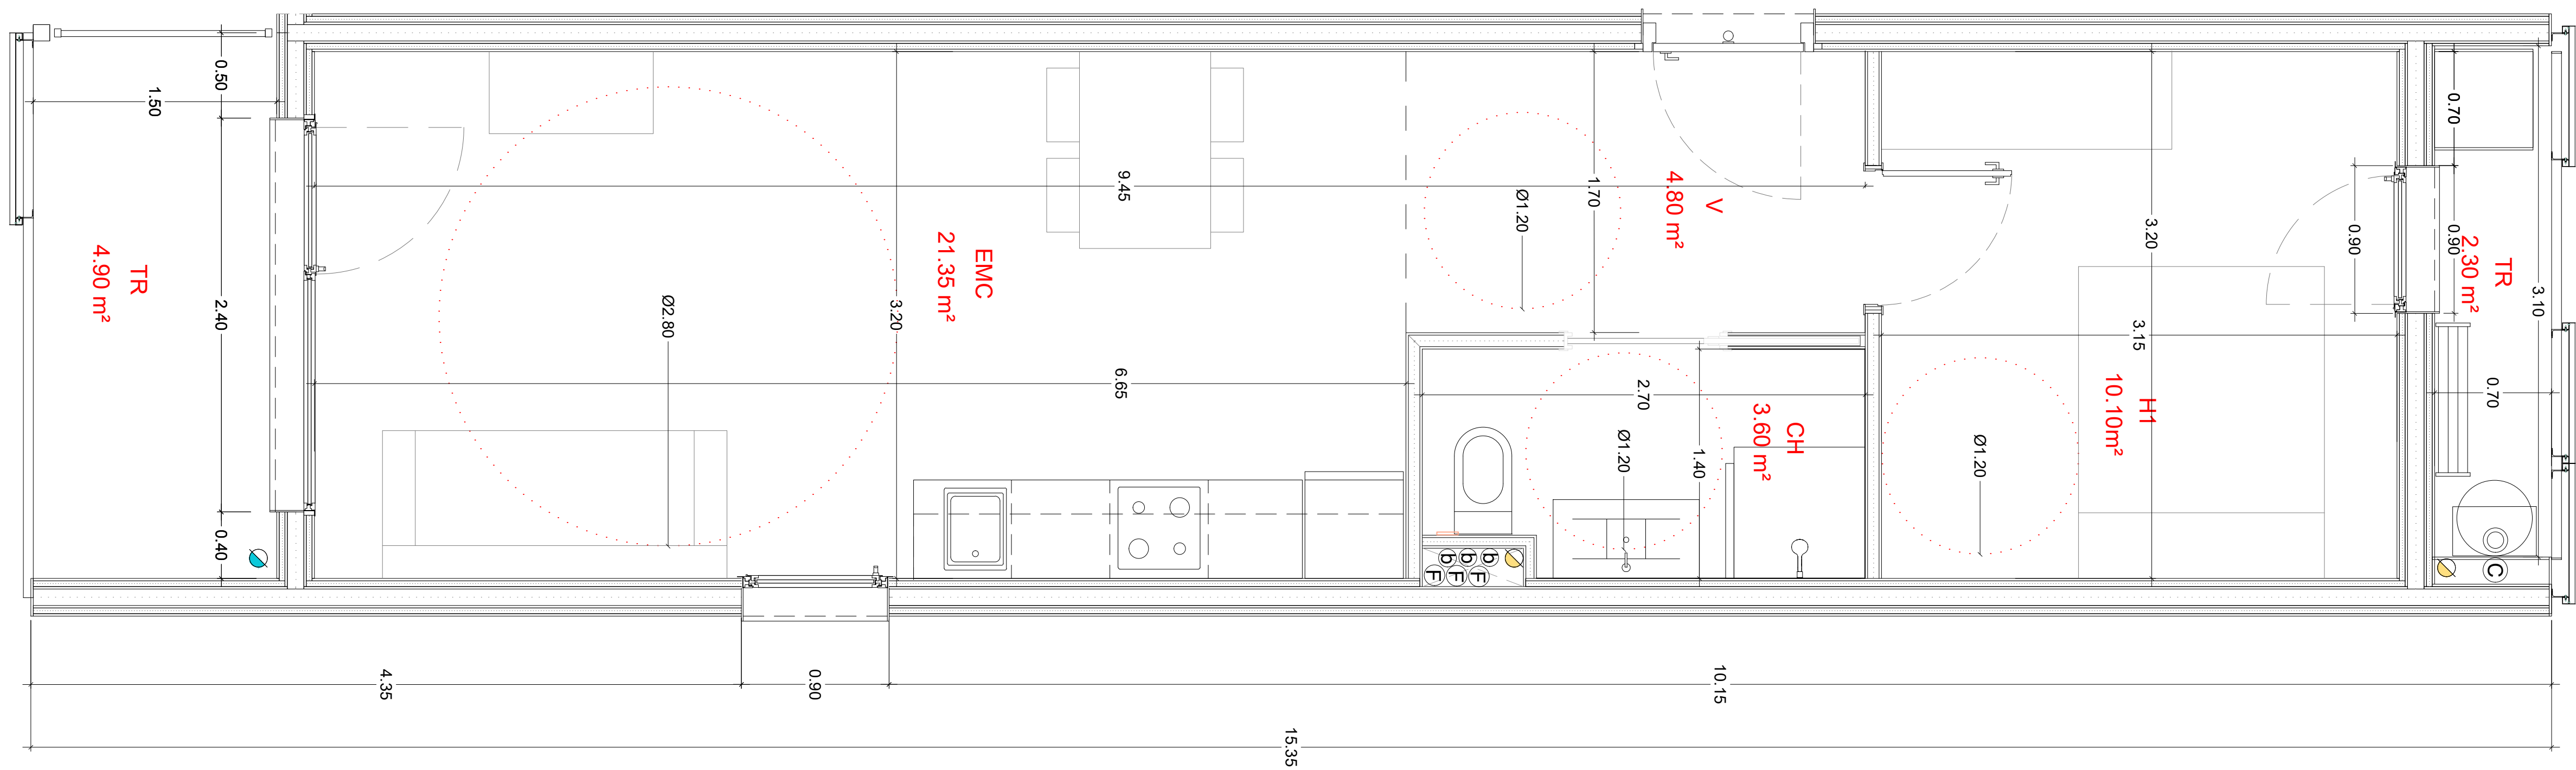 0.50
1.50
TR
4.90 m²
2.40
0.40
Ø2.80
3.20
EMC
21.35 m²
9.45
6.65
Ø1.20
1.70
V
4.80 m²
2.70
Ø1.20
1.40
CH
3.60 m²
b
b
b
F
F
F
Ø1.20
3.20
3.15
H1
10.10m²
0.90
0.70
0.90
TR
2.30 m²
3.10
0.70
C
4.35
0.90
10.15
15.35